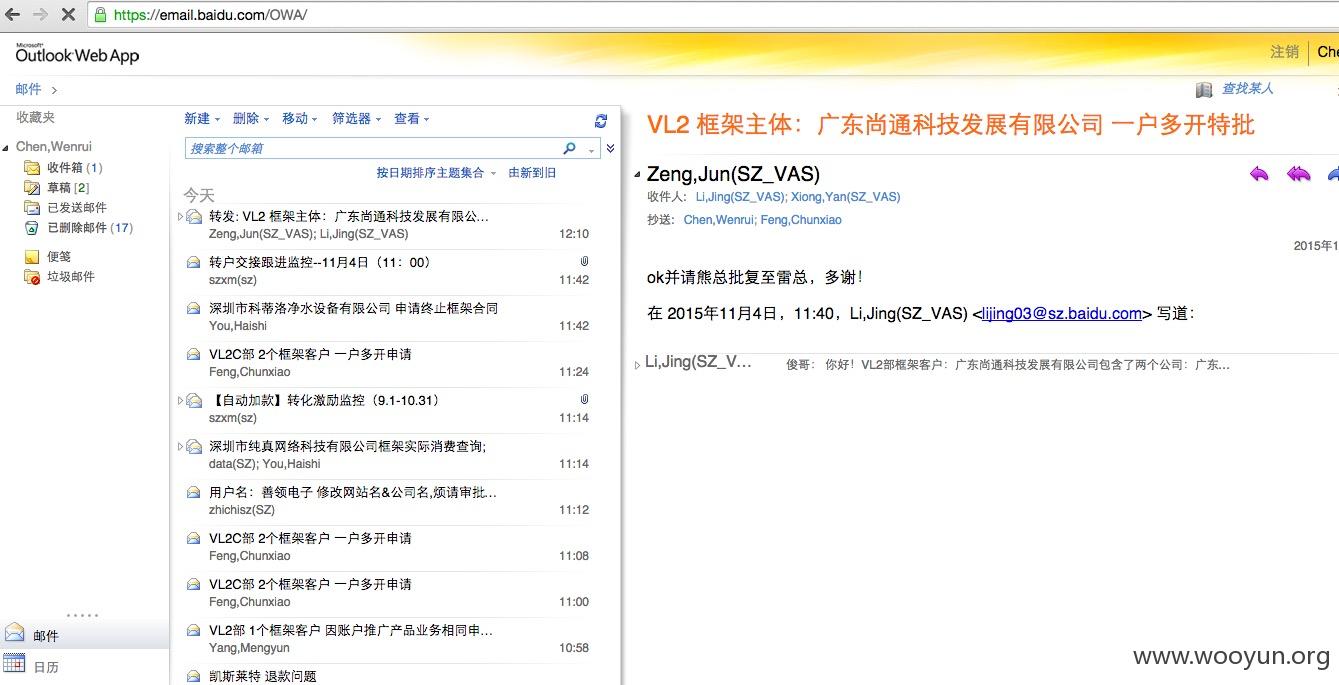 https://email.baidu.com/OWA/
Microsoft®
Outlook Web App
注销
邮件
查找某人
收藏夹
Chen,Wenrui
收件箱 (1)
草稿 [2]
已发送邮件
已删除邮件 (17)
便笺
垃圾邮件
邮件
日历
新建 删除 移动 筛选器 查看
搜索整个邮箱
按日期排序主题集合 由新到旧
今天
转发: VL2 框架主体：广东尚通科技发展有限公...
Zeng,Jun(SZ_VAS); Li,Jing(SZ_VAS) 12:10
转户交接跟进监控--11月4日（11：00）
szxm(sz) 11:42
深圳市科蒂洛净水设备有限公司 申请终止框架合同
You,Haishi 11:42
VL2C部 2个框架客户 一户多开申请
Feng,Chunxiao 11:24
【自动加款】转化激励监控（9.1-10.31）
szxm(sz) 11:14
深圳市纯真网络科技有限公司框架实际消费查询;
data(SZ); You,Haishi 11:14
用户名：善领电子 修改网站名&公司名,烦请审批...
zhichisz(SZ) 11:12
VL2C部 2个框架客户 一户多开申请
Feng,Chunxiao 11:08
VL2C部 2个框架客户 一户多开申请
Feng,Chunxiao 11:00
VL2部 1个框架客户 因账户推广产品业务相同申...
Yang,Mengyun 10:58
凯斯莱特 退款问题
VL2 框架主体：广东尚通科技发展有限公司 一户多开特批
Zeng,Jun(SZ_VAS)
收件人: Li,Jing(SZ_VAS); Xiong,Yan(SZ_VAS)
抄送: Chen,Wenrui; Feng,Chunxiao
ok并请熊总批复至雷总，多谢！
在 2015年11月4日，11:40，Li,Jing(SZ_VAS) <lijing03@sz.baidu.com> 写道：
Li,Jing(SZ_V... 俊哥： 你好！VL2部框架客户：广东尚通科技发展有限公司包含了两个公司：广东...
www.wooyun.org